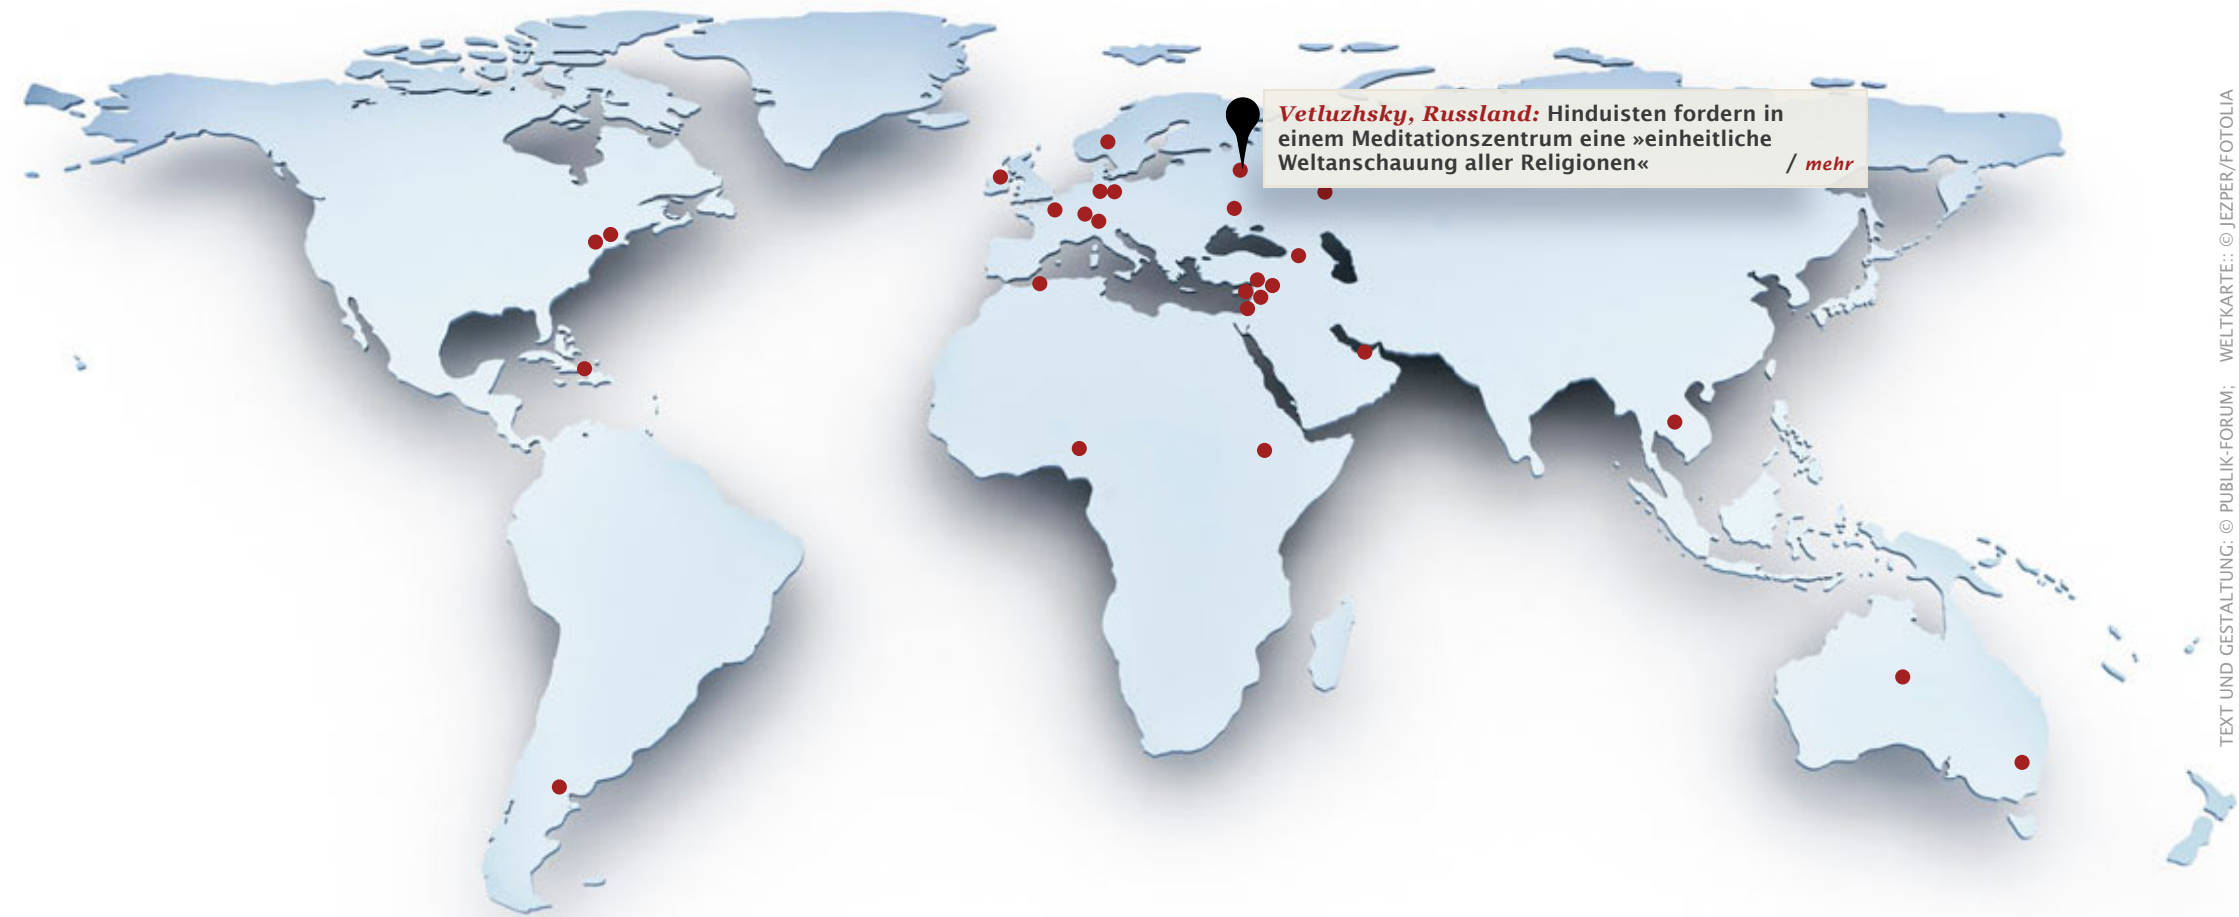 Vetluzhsky, Russland: Hinduisten fordern in
einem Meditationszentrum eine »einheitliche
Weltanschauung aller Religionen« / mehr
TEXT UND GESTALTUNG: © PUBLIK-FORUM; WELTKARTE:: © JEZPER/FOTOLIA